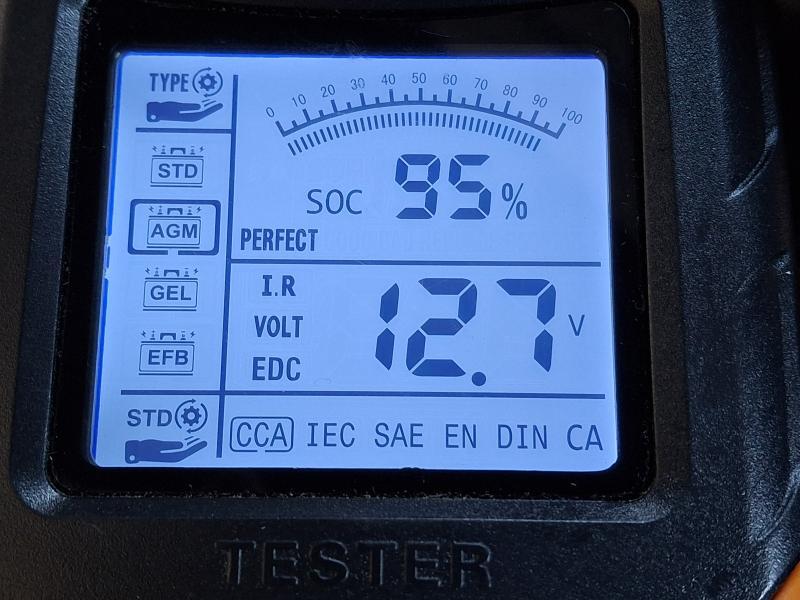 TYPE
STD
AGM
GEL
EFB
STD
0 10 20 30 40 50 60 70 80 90 100
SOC 95%
PERFECT
I.R
VOLT
EDC
12.7 V
CCA IEC SAE EN DIN CA
TESTER